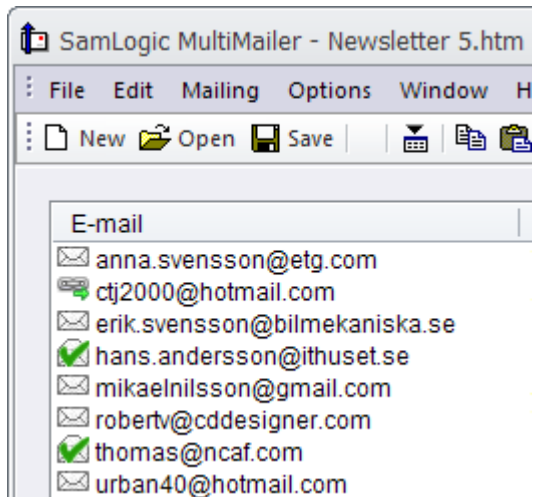 SamLogic MultiMailer - Newsletter 5.htm
File Edit Mailing Options Window H
New Open Save
E-mail
anna.svensson@etg.com
ctj2000@hotmail.com
erik.svensson@bilmekaniska.se
hans.andersson@ithuset.se
mikaelnilsson@gmail.com
robertv@cddesigner.com
thomas@ncaf.com
urban40@hotmail.com